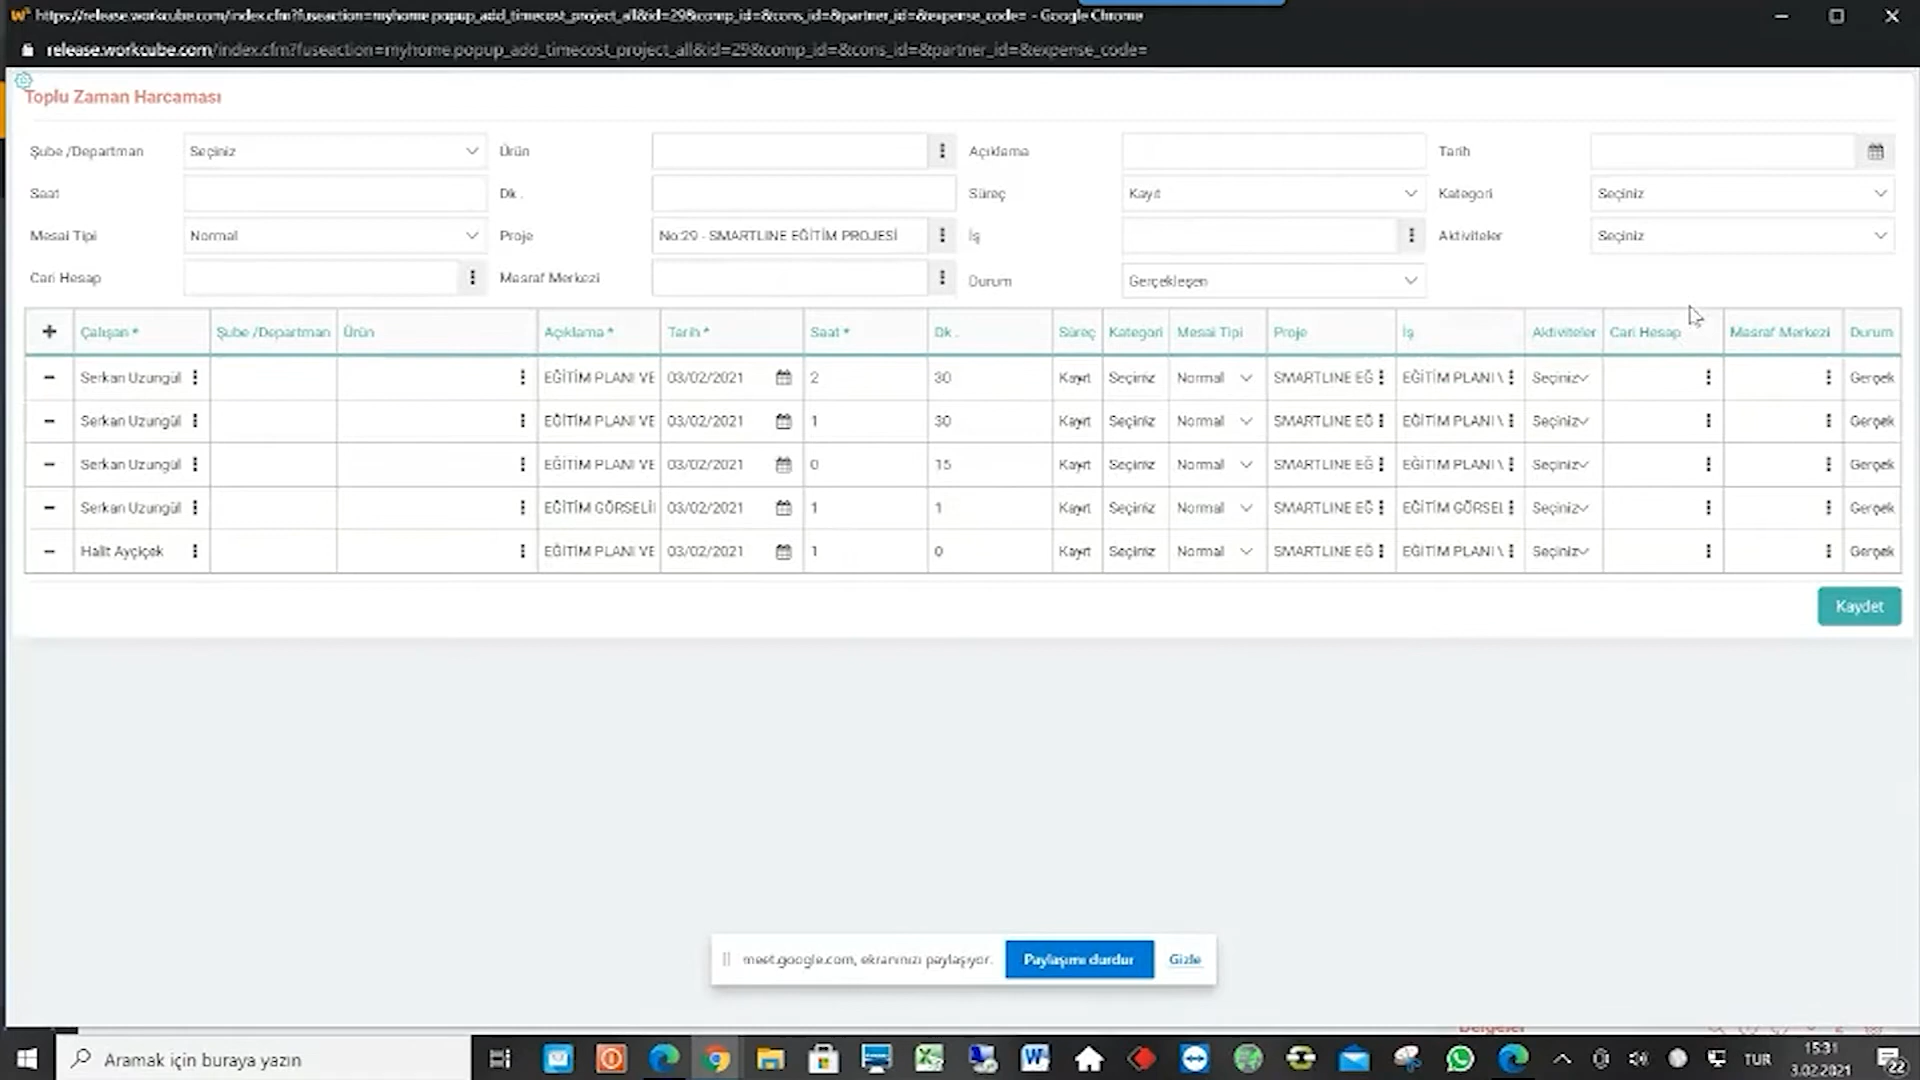 https://release.workcube.com/index.cfm?fuseaction=myhome.popup_add_timecost_project_all&id=29&comp_id=&cons_id=&partner_id=&expense_code= - Google Chrome
release.workcube.com/index.cfm?fuseaction=myhome.popup_add_timecost_project_all&id=29&comp_id=&cons_id=&partner_id=&expense_code=
Toplu Zaman Harcaması
Şube /Departman Seçiniz Ürün Açıklama Tarih
Saat Dk . Süreç Kayıt Kategori Seçiniz
Mesai Tipi Normal Proje No:29 - SMARTLINE EĞİTİM PROJESİ İş Aktiviteler Seçiniz
Cari Hesap Masraf Merkezi Durum Gerçekleşen
+ Çalışan * Şube /Departman Ürün Açıklama * Tarih * Saat * Dk . Süreç Kategori Mesai Tipi Proje İş Aktiviteler Cari Hesap Masraf Merkezi Durum
– Serkan Uzungül EĞİTİM PLANI VE 03/02/2021 2 30 Kayıt Seçiniz Normal SMARTLINE EĞ EĞİTİM PLANI V Seçiniz Gerçek
– Serkan Uzungül EĞİTİM PLANI VE 03/02/2021 1 30 Kayıt Seçiniz Normal SMARTLINE EĞ EĞİTİM PLANI V Seçiniz Gerçek
– Serkan Uzungül EĞİTİM PLANI VE 03/02/2021 0 15 Kayıt Seçiniz Normal SMARTLINE EĞ EĞİTİM PLANI V Seçiniz Gerçek
– Serkan Uzungül EĞİTİM GÖRSELİ 03/02/2021 1 1 Kayıt Seçiniz Normal SMARTLINE EĞ EĞİTİM GÖRSEL Seçiniz Gerçek
– Halit Ayçiçek EĞİTİM PLANI VE 03/02/2021 1 0 Kayıt Seçiniz Normal SMARTLINE EĞ EĞİTİM PLANI V Seçiniz Gerçek
Kaydet
meet.google.com, ekranınızı paylaşıyor. Paylaşımı durdur Gizle
Belgeler
Aramak için buraya yazın
TUR 15:31
3.02.2021 22